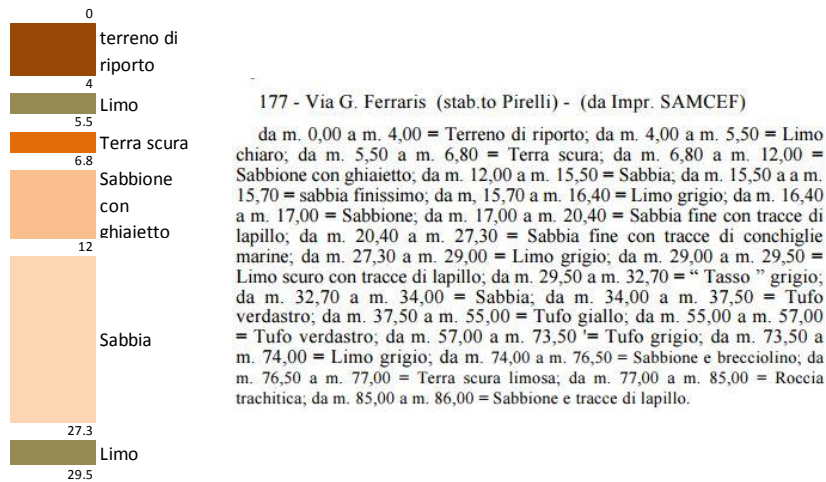 0
terreno di
riporto
4
Limo
5.5
Terra scura
6.8
Sabbione
con
ghiaietto
12
Sabbia
27.3
Limo
29.5
177 - Via G. Ferraris (stab.to Pirelli) - (da Impr. SAMCEF)
da m. 0,00 a m. 4,00 = Terreno di riporto; da m. 4,00 a m. 5,50 = Limo
chiaro; da m. 5,50 a m. 6,80 = Terra scura; da m. 6,80 a m. 12,00 =
Sabbione con ghiaietto; da m. 12,00 a m. 15,50 = Sabbia; da m. 15,50 a a m.
15,70 = sabbia finissimo; da m, 15,70 a m. 16,40 = Limo grigio; da m. 16,40
a m. 17,00 = Sabbione; da m. 17,00 a m. 20,40 = Sabbia fine con tracce di
lapillo; da m. 20,40 a m. 27,30 = Sabbia fine con tracce di conchiglie
marine; da m. 27,30 a m. 29,00 = Limo grigio; da m. 29,00 a m. 29,50 =
Limo scuro con tracce di lapillo; da m. 29,50 a m. 32,70 = “ Tasso ” grigio;
da m. 32,70 a m. 34,00 = Sabbia; da m. 34,00 a m. 37,50 = Tufo
verdastro; da m. 37,50 a m. 55,00 = Tufo giallo; da m. 55,00 a m. 57,00
= Tufo verdastro; da m. 57,00 a m. 73,50 '= Tufo grigio; da m. 73,50 a
m. 74,00 = Limo grigio; da m. 74,00 a m. 76,50 = Sabbione e brecciolino; da
m. 76,50 a m. 77,00 = Terra scura limosa; da m. 77,00 a m. 85,00 = Roccia
trachitica; da m. 85,00 a m. 86,00 = Sabbione e tracce di lapillo.